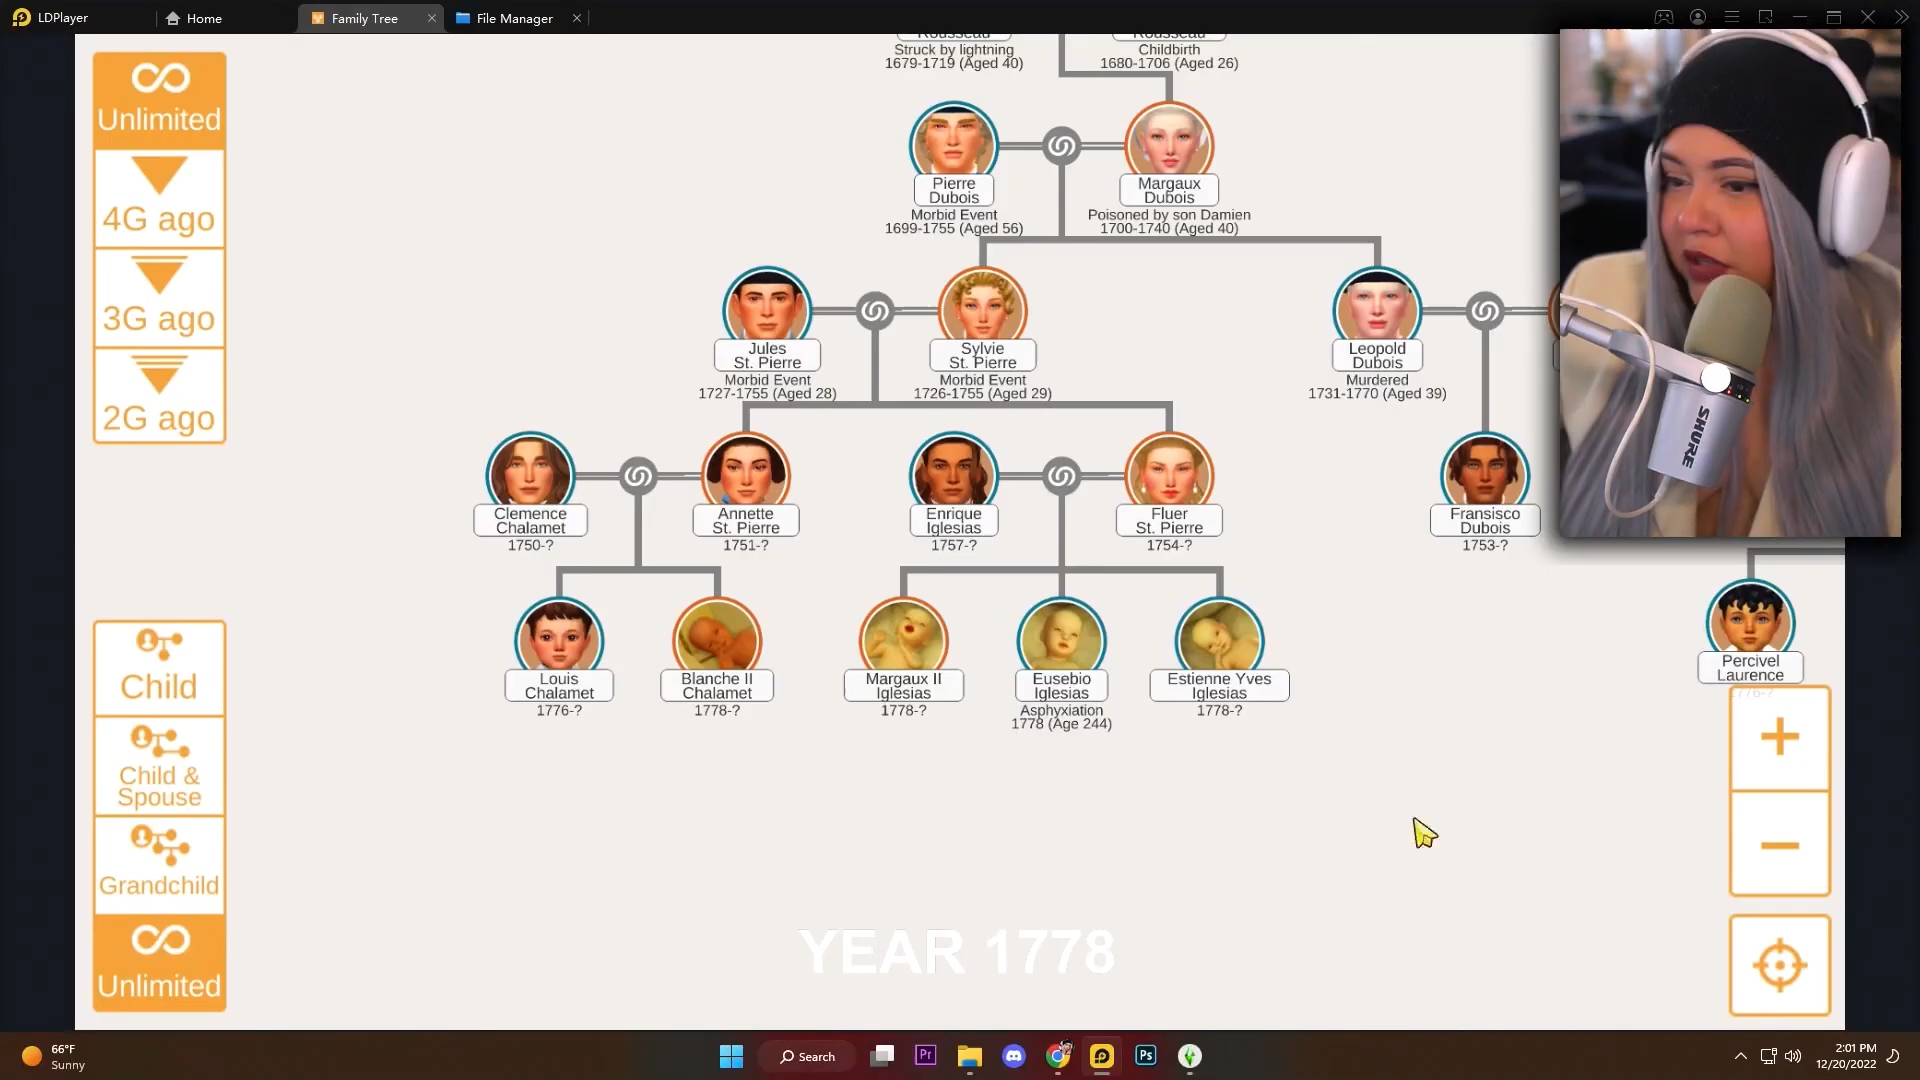 LDPlayer
Home
Family Tree
File Manager
Unlimited
4G ago
3G ago
2G ago
Child
Child &
Spouse
Grandchild
Unlimited
Rousseau
Struck by lightning
1679-1719 (Aged 40)
Rousseau
Childbirth
1680-1706 (Aged 26)
Pierre
Dubois
Morbid Event
1699-1755 (Aged 56)
Margaux
Dubois
Poisoned by son Damien
1700-1740 (Aged 40)
Jules
St. Pierre
Morbid Event
1727-1755 (Aged 28)
Sylvie
St. Pierre
Morbid Event
1726-1755 (Aged 29)
Leopold
Dubois
Murdered
1731-1770 (Aged 39)
Clemence
Chalamet
1750-?
Annette
St. Pierre
1751-?
Enrique
Iglesias
1757-?
Fluer
St. Pierre
1754-?
Fransisco
Dubois
1753-?
Louis
Chalamet
1776-?
Blanche II
Chalamet
1778-?
Margaux II
Iglesias
1778-?
Eusebio
Iglesias
Asphyxiation
1778 (Age 244)
Estienne Yves
Iglesias
1778-?
Percivel
Laurence
1776-?
SHURE
YEAR 1778
66°F
Sunny
Search
Pr
Ps
2:01 PM
12/20/2022